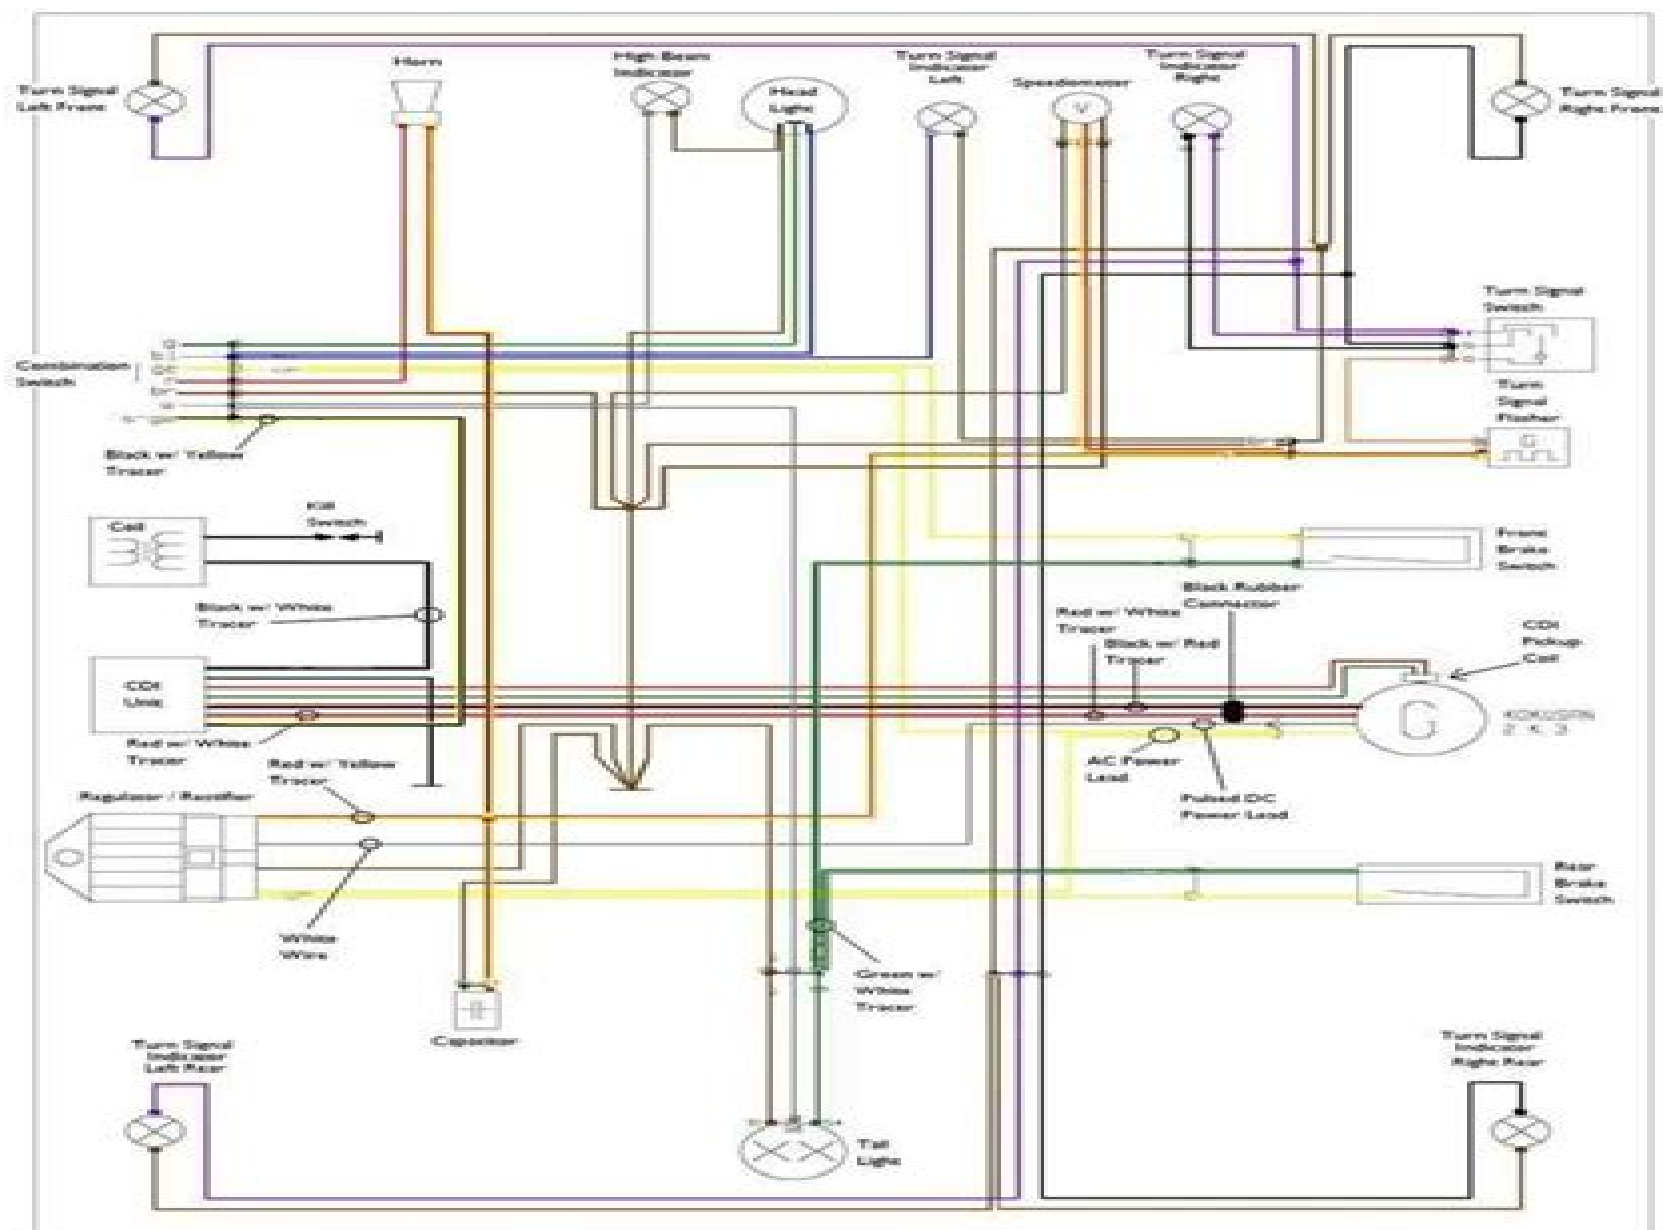 Turn Signal
Left Front
Horn
High Beam
Indicator
Head
Light
Turn Signal
Indicator
Left
Speedometer
V
Turn Signal
Indicator
Right
Turn Signal
Right Front
Turn Signal
Switch
Turn
Signal
Flasher
Combination
Switch
Black w/ Yellow
Tracer
Coil
Kill
Switch
Front
Brake
Switch
Black Rubber
Connector
Black w/ White
Tracer
Red w/ White
Tracer
Black w/ Red
Tracer
CDI
Pickup
Coil
CDI
Unit
G
Red w/ White
Tracer
Red w/ Yellow
Tracer
AC Power
Lead
Pulsed DC
Power Lead
Regulator / Rectifier
Rear
Brake
Switch
White
Wire
Green w/
White
Tracer
Capacitor
Turn Signal
Indicator
Left Rear
Turn Signal
Indicator
Right Rear
Tail
Light